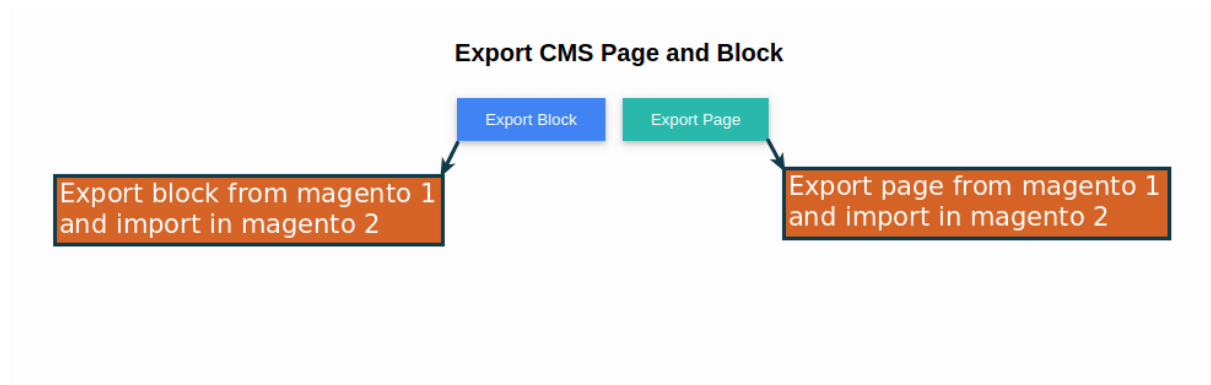 Export CMS Page and Block
Export Block
Export Page
Export block from magento 1
and import in magento 2
Export page from magento 1
and import in magento 2